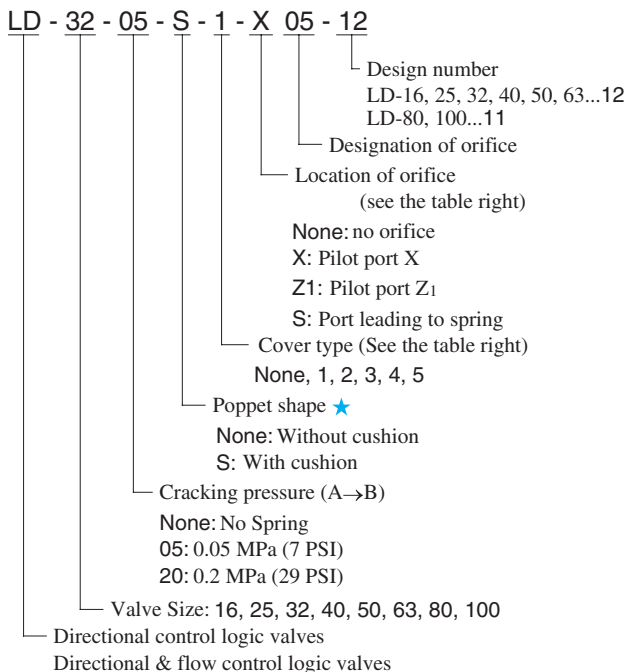 LD - 32 - 05 - S - 1 - X 05 - 12
Design number
LD-16, 25, 32, 40, 50, 63...12
LD-80, 100...11
Designation of orifice
Location of orifice
(see the table right)
None: no orifice
X: Pilot port X
Z1: Pilot port Z1
S: Port leading to spring
Cover type (See the table right)
None, 1, 2, 3, 4, 5
Poppet shape ★
None: Without cushion
S: With cushion
Cracking pressure (A→B)
None: No Spring
05: 0.05 MPa (7 PSI)
20: 0.2 MPa (29 PSI)
Valve Size: 16, 25, 32, 40, 50, 63, 80, 100
Directional control logic valves
Directional & flow control logic valves